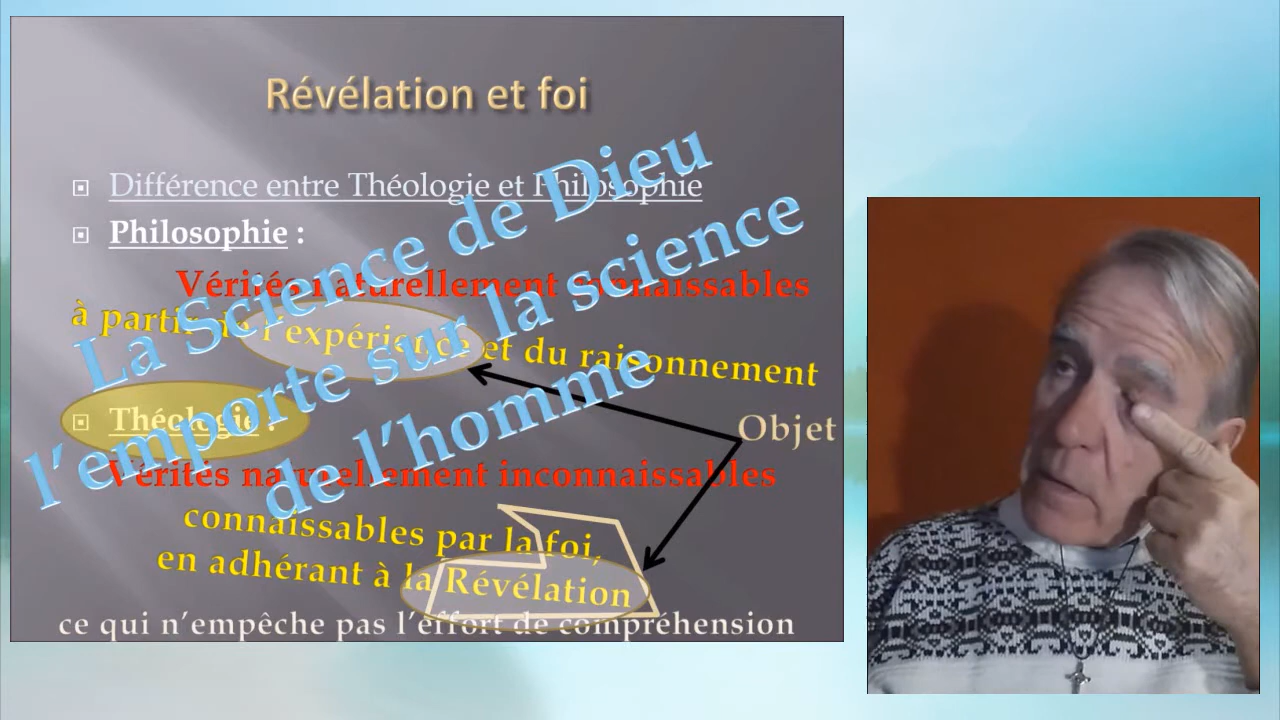 Révélation et foi
Différence entre Théologie et Philosophie
Philosophie :
Vérités naturellement connaissables
à partir de l'expérience et du raisonnement
Théologie :
Objet
Vérités naturellement inconnaissables
connaissables par la foi,
en adhérant à la Révélation
ce qui n'empêche pas l'effort de compréhension
La Science de Dieu
l'emporte sur la science
de l'homme